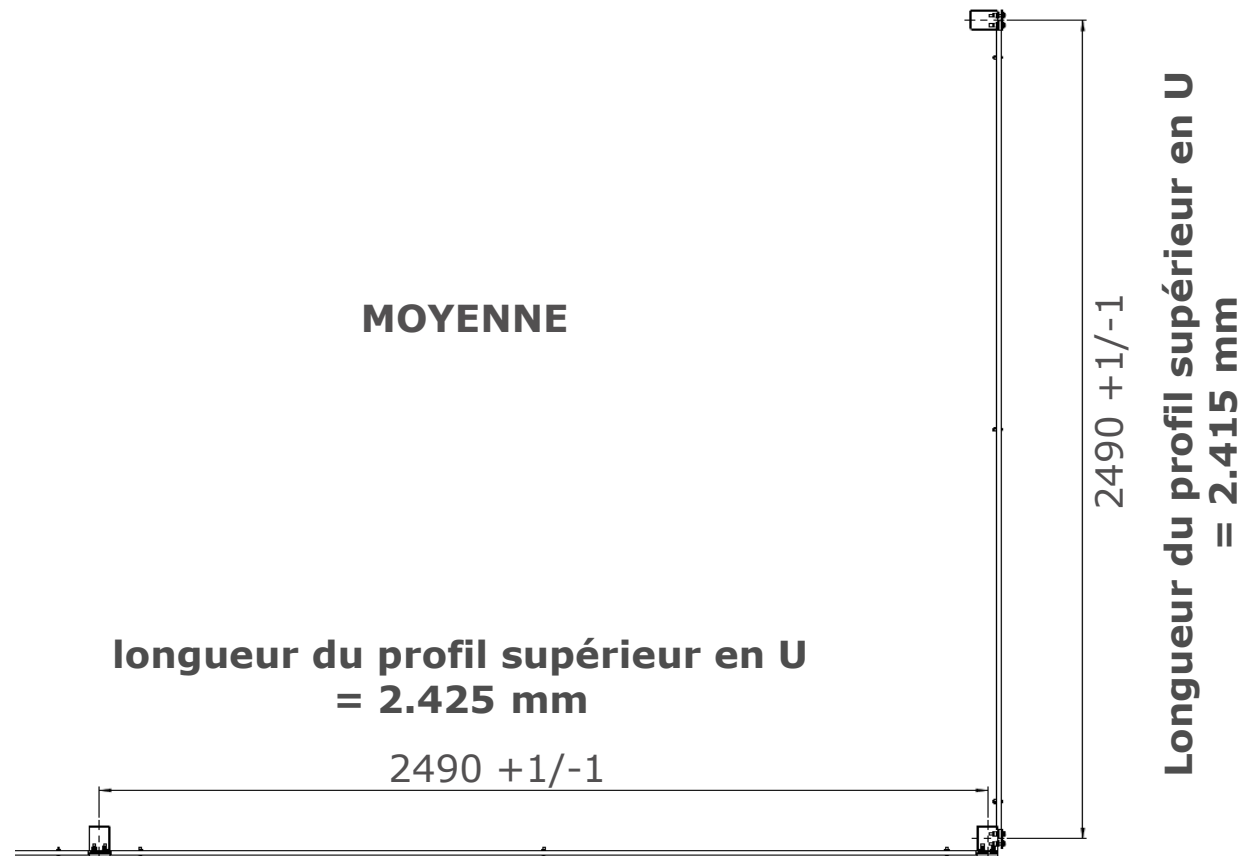 MOYENNE
longueur du profil supérieur en U
= 2.425 mm
2490 +1/-1
2490 +1/-1
Longueur du profil supérieur en U
= 2.415 mm